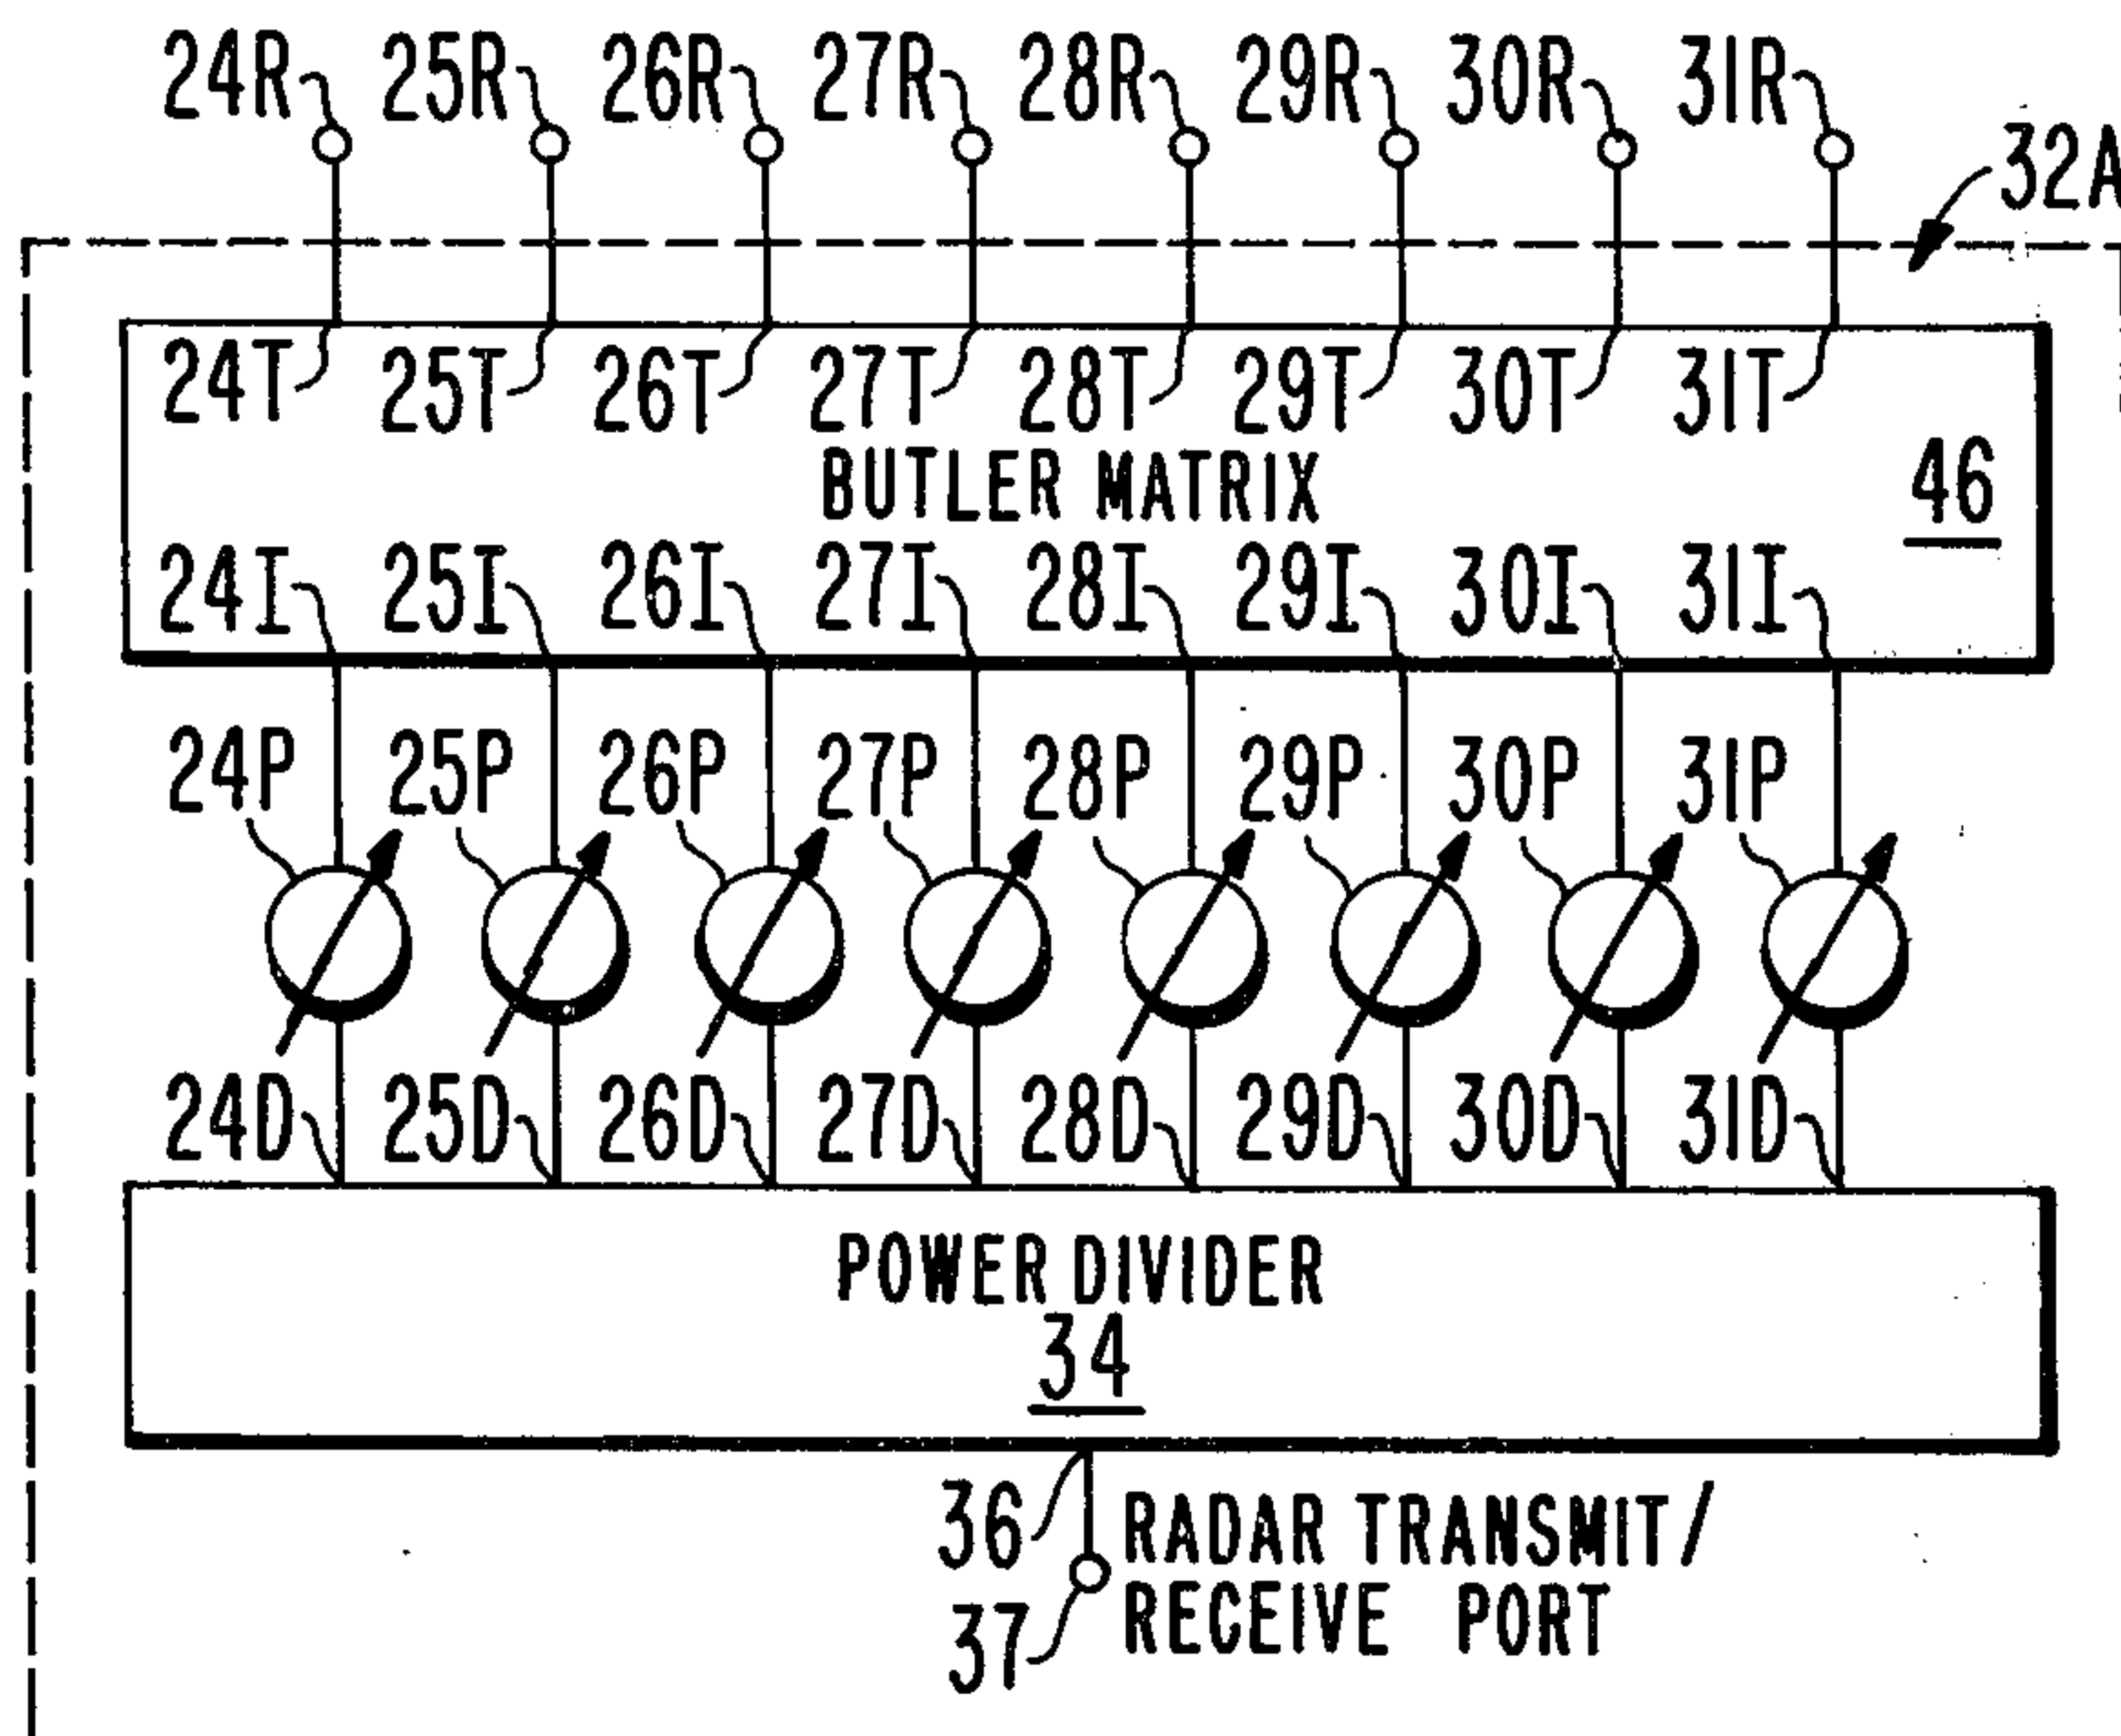 24R 25R 26R 27R 28R 29R 30R 31R
32A
24T 25T 26T 27T 28T 29T 30T 31T
BUTLER MATRIX
46
24I 25I 26I 27I 28I 29I 30I 31I
24P 25P 26P 27P 28P 29P 30P 31P
24D 25D 26D 27D 28D 29D 30D 31D
POWER DIVIDER
34
36 RADAR TRANSMIT/
RECEIVE PORT
37